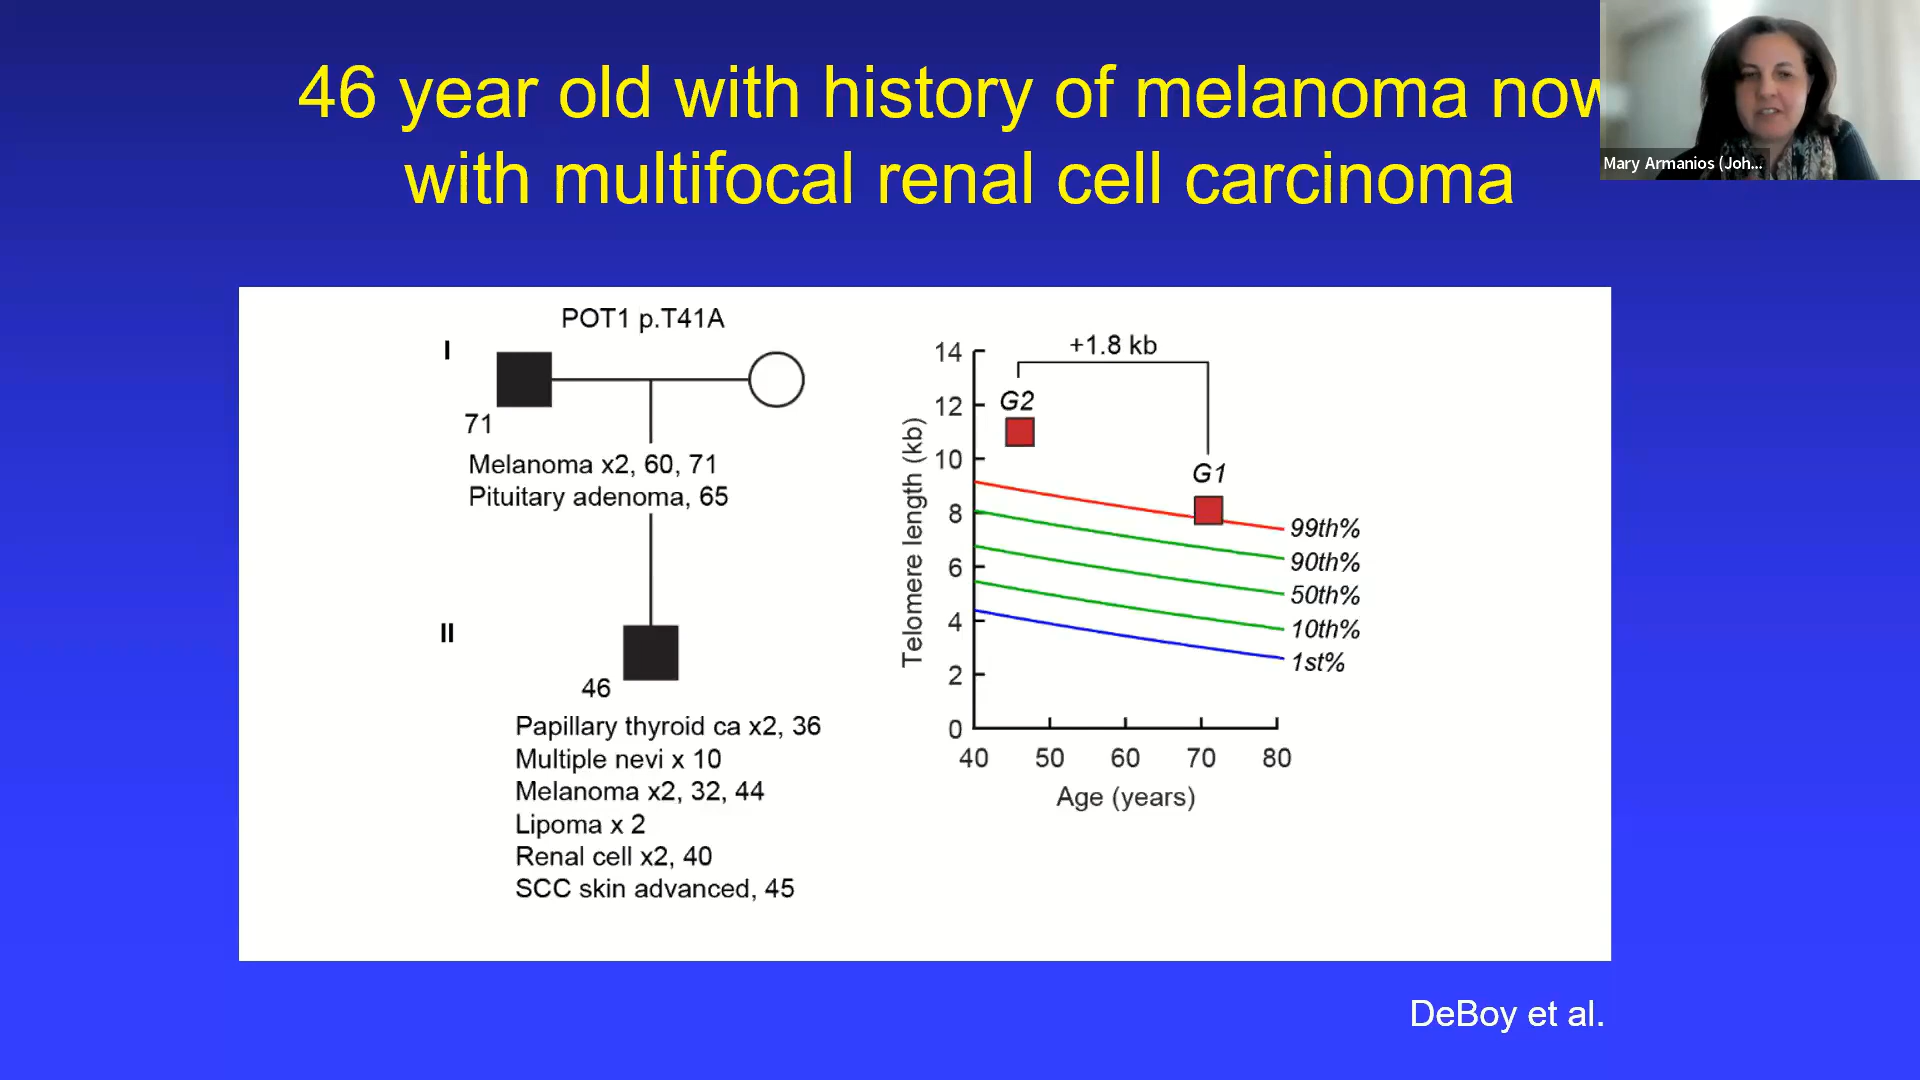 46 year old with history of melanoma now
with multifocal renal cell carcinoma
Mary Armanios (Joh...
POT1 p.T41A
I
71
Melanoma x2, 60, 71
Pituitary adenoma, 65
II
46
Papillary thyroid ca x2, 36
Multiple nevi x 10
Melanoma x2, 32, 44
Lipoma x 2
Renal cell x2, 40
SCC skin advanced, 45
+1.8 kb
G2
G1
Telomere length (kb)
14
12
10
8
6
4
2
0
40 50 60 70 80
Age (years)
99th%
90th%
50th%
10th%
1st%
DeBoy et al.